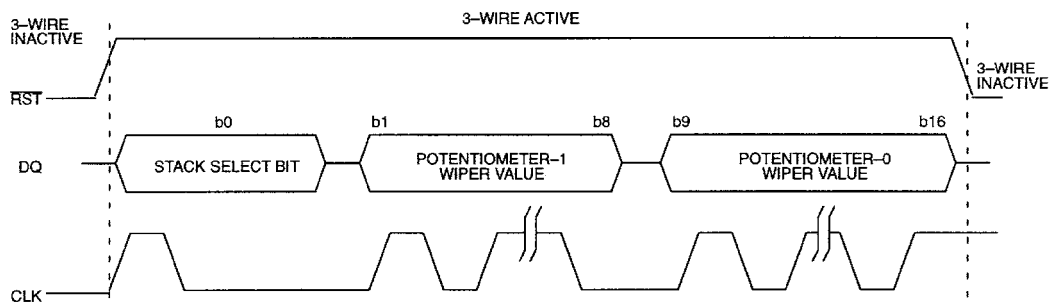 3–WIRE
INACTIVE
3–WIRE ACTIVE
3–WIRE
INACTIVE
RST
b0
b1
b8
b9
b16
DQ
STACK SELECT BIT
POTENTIOMETER–1
WIPER VALUE
POTENTIOMETER–0
WIPER VALUE
CLK